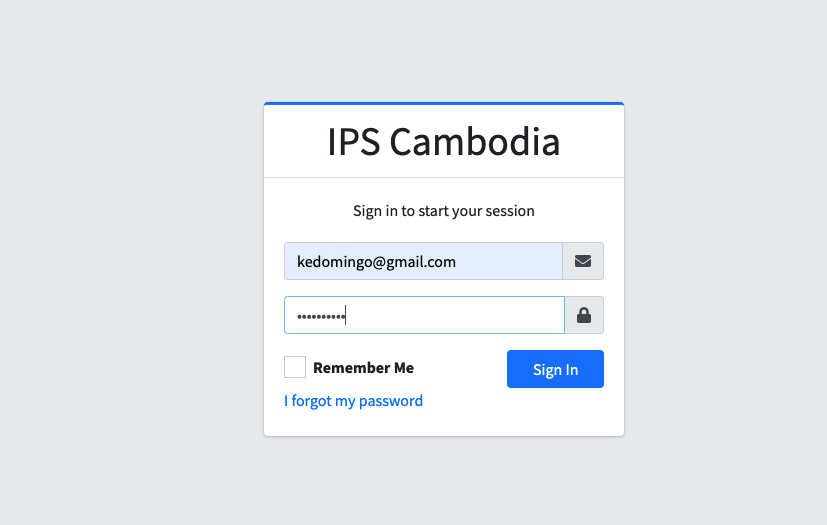 IPS Cambodia
Sign in to start your session
kedomingo@gmail.com
••••••••••
Remember Me
Sign In
I forgot my password